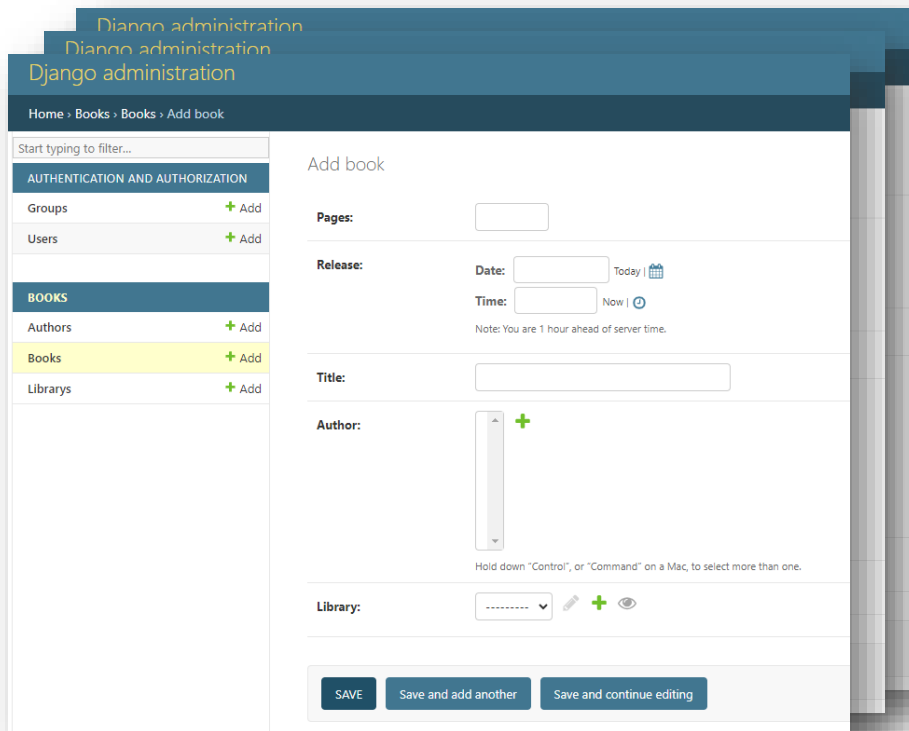 Django administration
Django administration
Django administration
Home › Books › Books › Add book
Start typing to filter...
AUTHENTICATION AND AUTHORIZATION
Groups + Add
Users + Add
BOOKS
Authors + Add
Books + Add
Librarys + Add
Add book
Pages:
Release:
Date: Today |
Time: Now |
Note: You are 1 hour ahead of server time.
Title:
Author:
Hold down “Control”, or “Command” on a Mac, to select more than one.
Library: ---------
SAVE Save and add another Save and continue editing